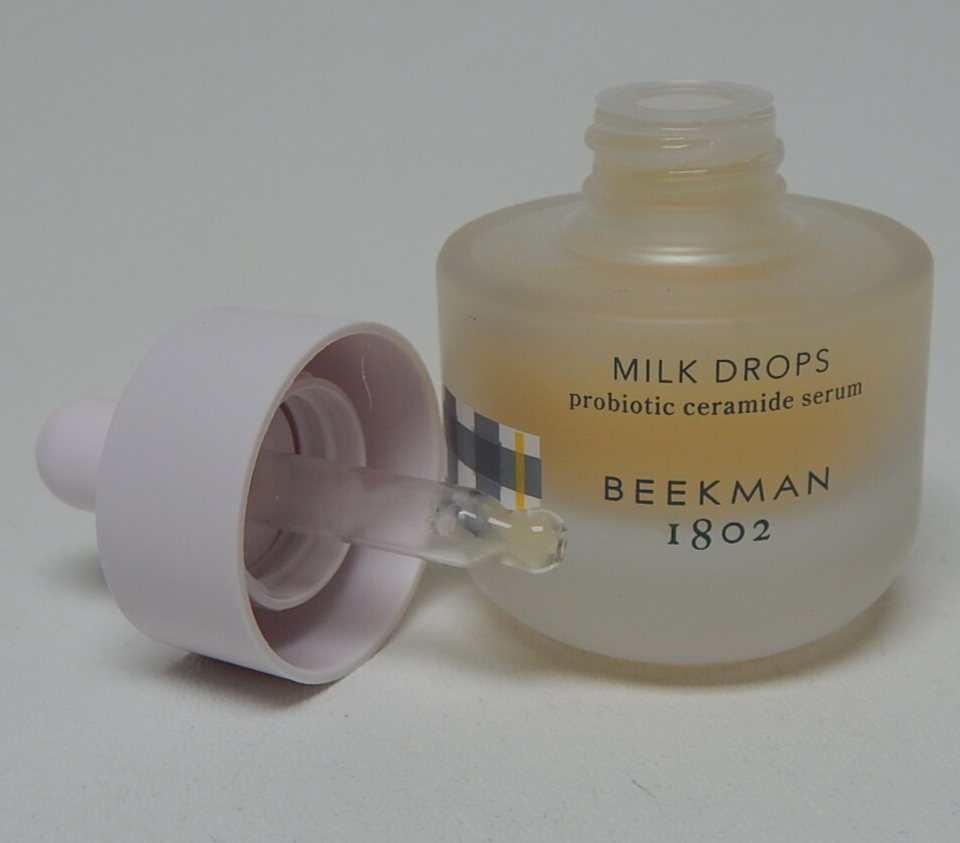 MILK DROPS
probiotic ceramide serum
BEEKMAN
1802